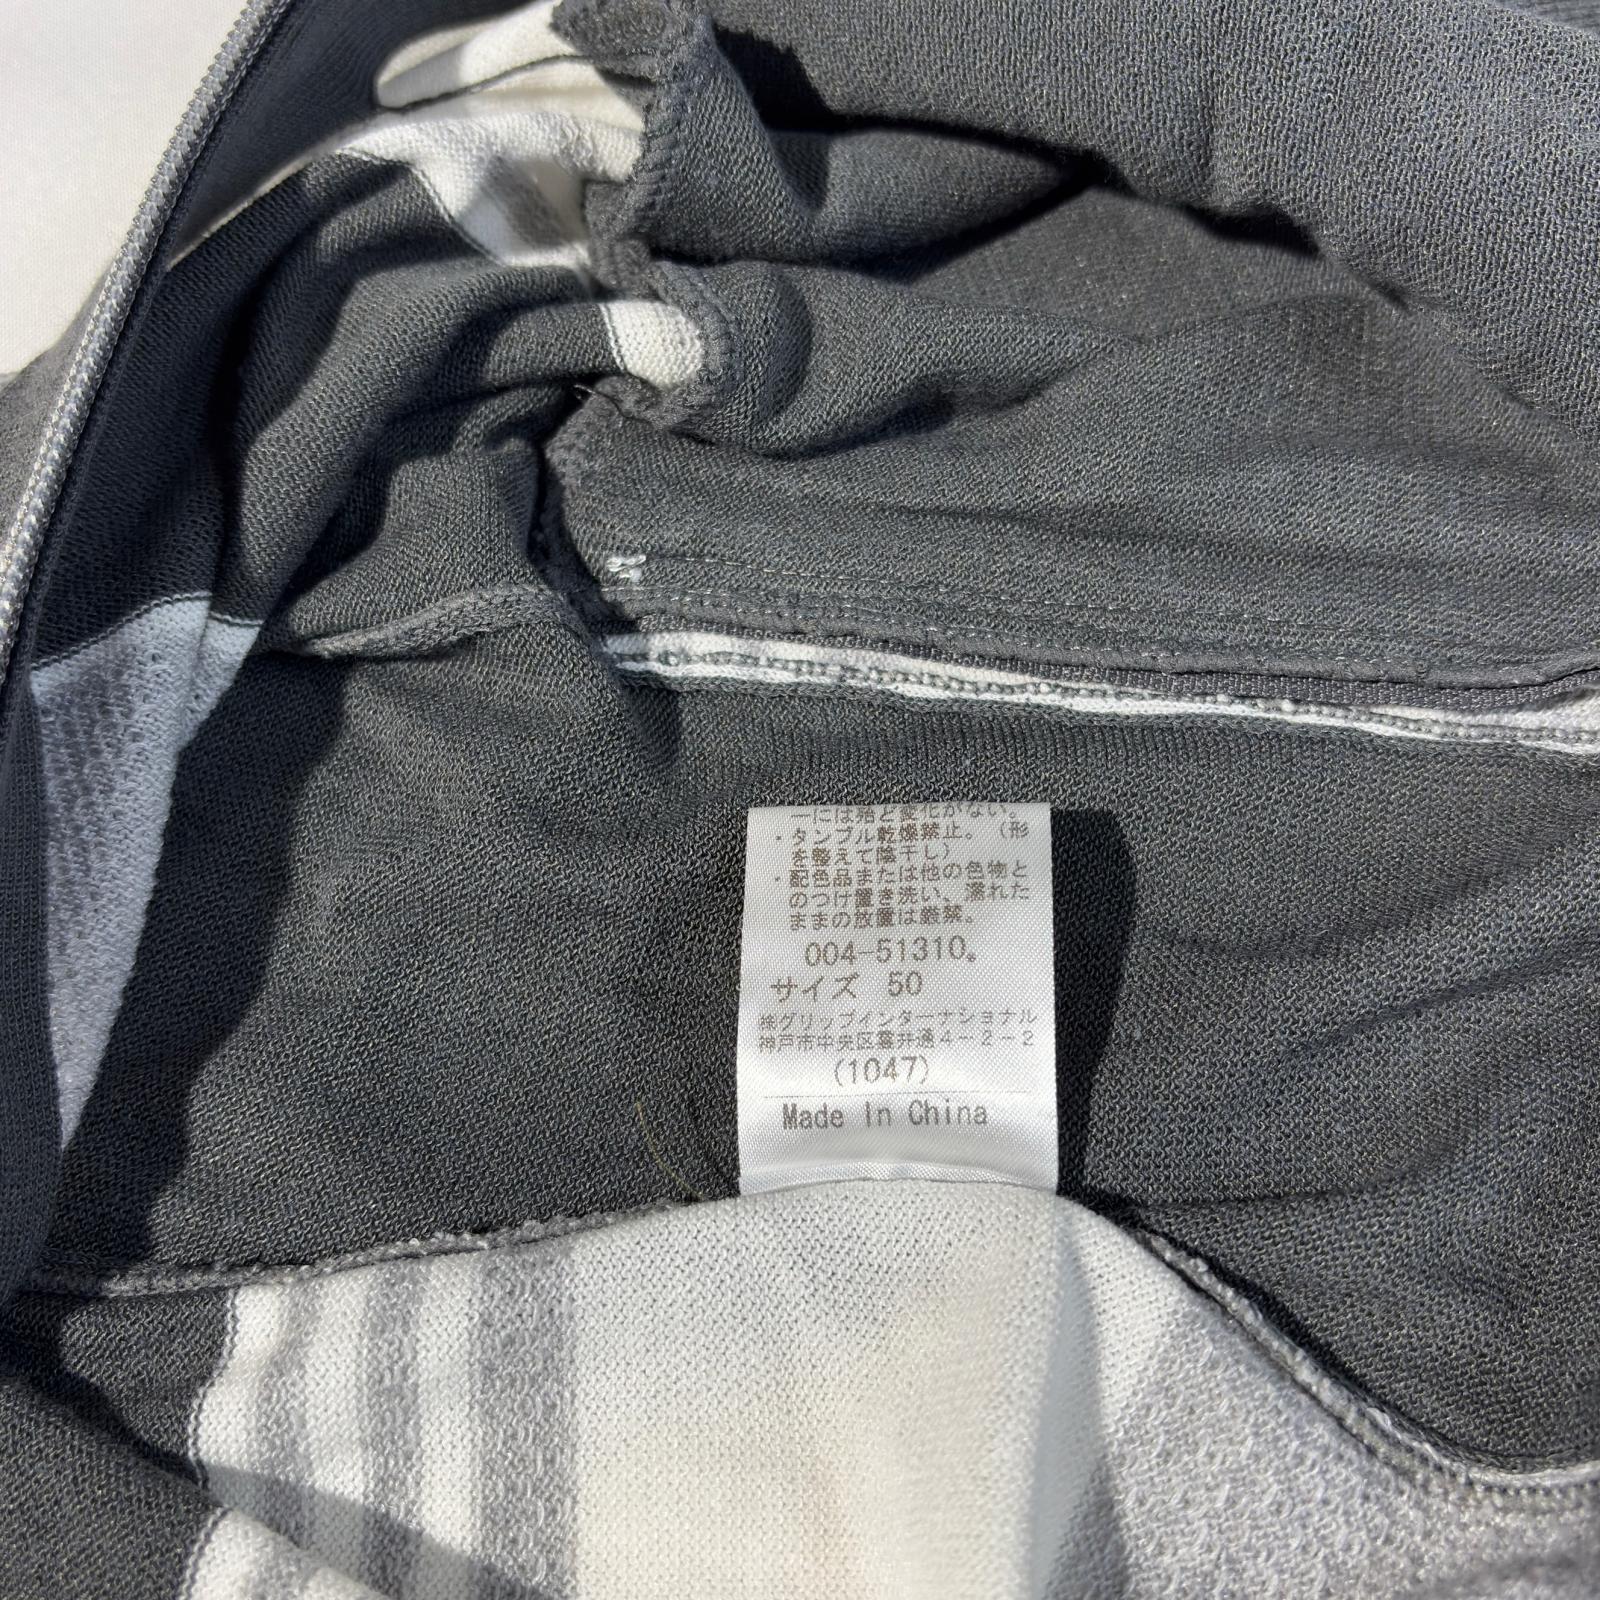 ーには殆ど変化がない。
・タンブル乾燥禁止。（形
を整えて陰干し）
・配色品または他の色物と
のつけ置き洗い、濡れた
ままの放置は厳禁。
004-51310。
サイズ 50
㈱グリップインターナショナル
神戸市中央区雲井通4-2-2
(1047)
Made In China